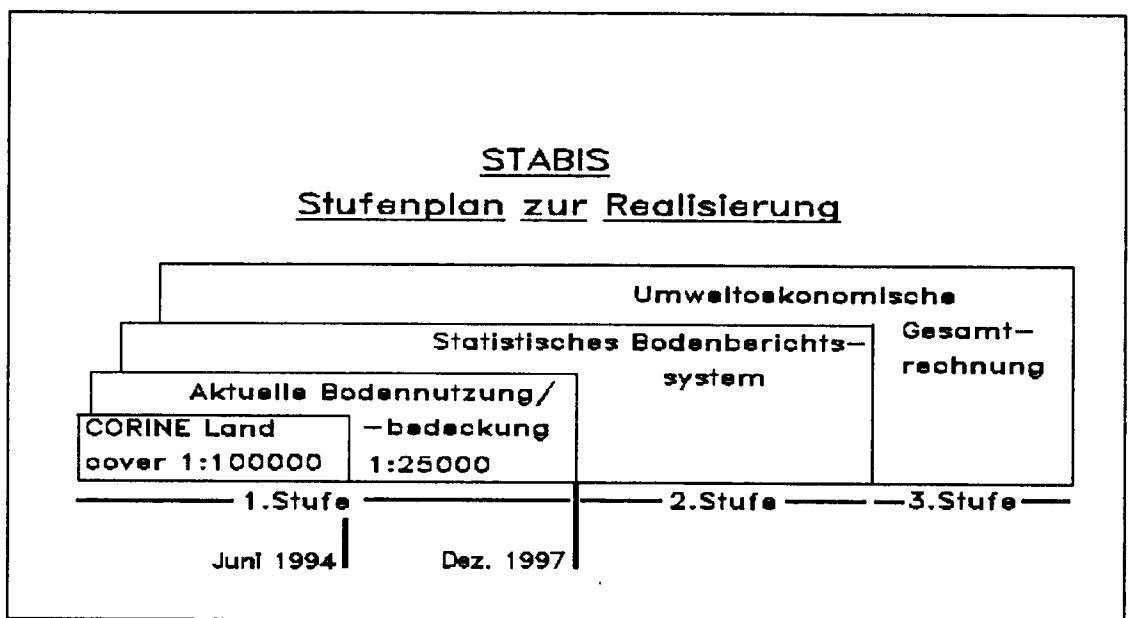 STABIS
Stufenplan zur Realisierung
Umweltoekonomische
Gesamt-
rechnung
Statistisches Bodenberichts-
system
Aktuelle Bodennutzung/
-bedeckung
1:25000
CORINE Land
cover 1:100000
1.Stufe
2.Stufe
3.Stufe
Juni 1994
Dez. 1997